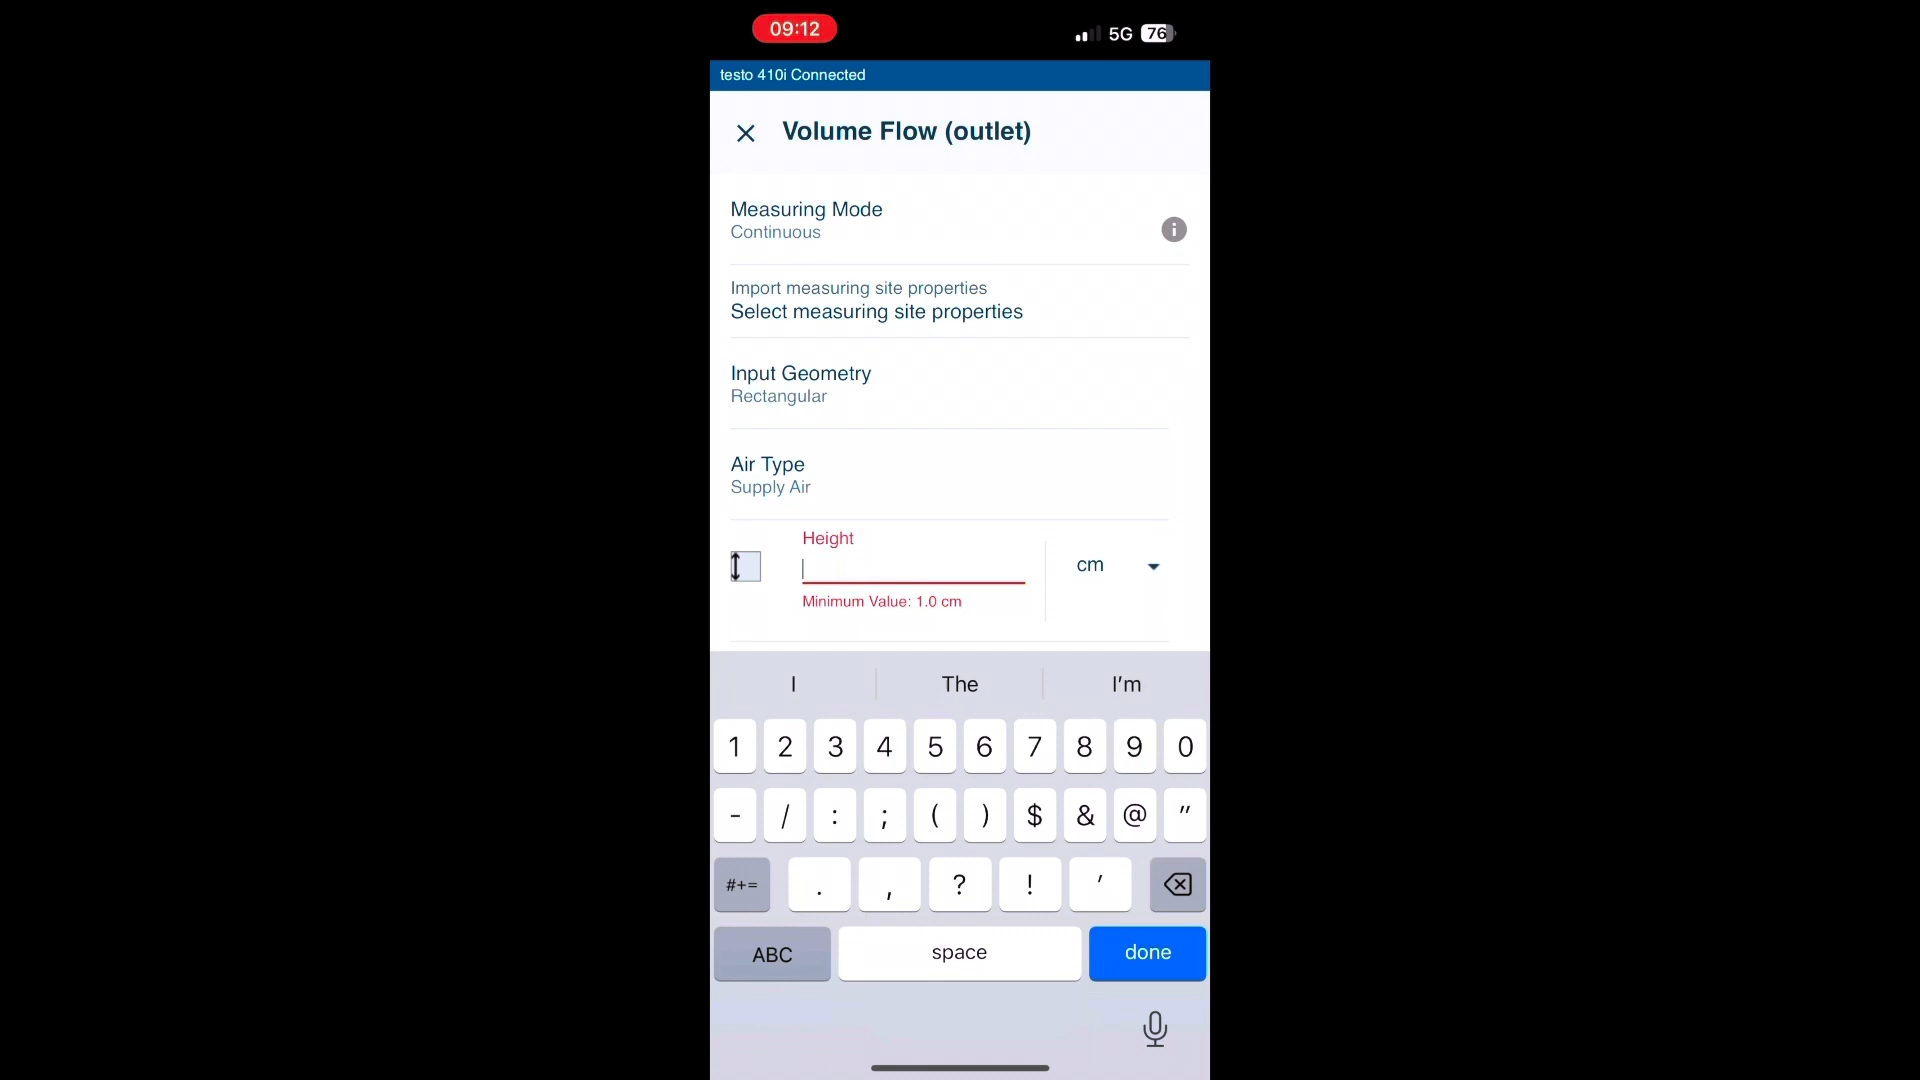 09:12
5G 76
testo 410i Connected
Volume Flow (outlet)
Measuring Mode
Continuous
Import measuring site properties
Select measuring site properties
Input Geometry
Rectangular
Air Type
Supply Air
Height
cm
Minimum Value: 1.0 cm
I The I'm
1 2 3 4 5 6 7 8 9 0
- / : ; ( ) $ & @ "
#+= . , ? ! '
ABC space done